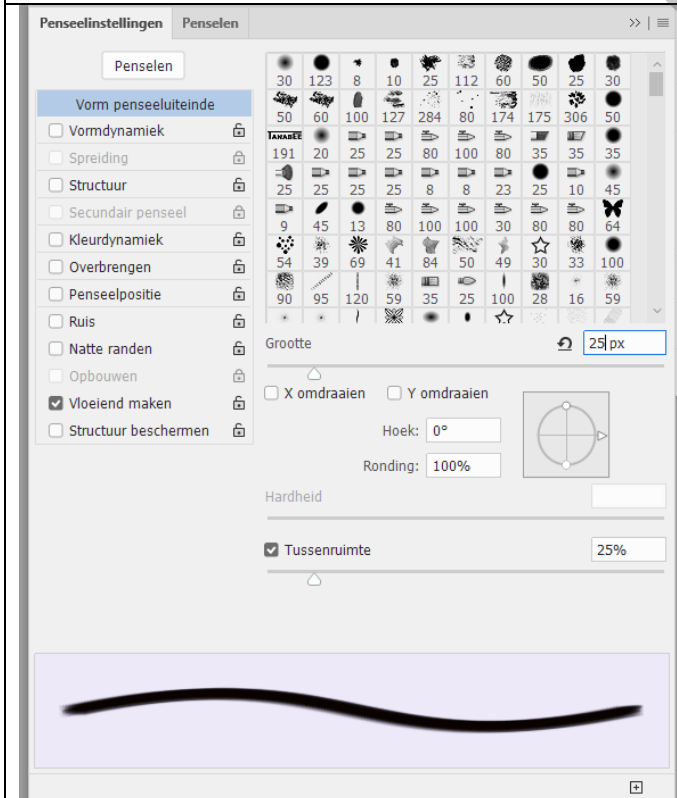 Penseelinstellingen Penselen
Penselen
Vorm penseeluiteinde
Vormdynamiek
Spreiding
Structuur
Secundair penseel
Kleurdynamiek
Overbrengen
Penseelpositie
Ruis
Natte randen
Opbouwen
Vloeiend maken
Structuur beschermen
30 123 8 10 25 112 60 50 25 30
50 60 100 127 284 80 174 175 306 50
191 20 25 25 80 100 80 35 35 35
25 25 25 25 8 8 23 25 10 45
9 45 13 80 100 100 30 80 80 64
54 39 69 41 84 50 49 30 33 100
90 95 120 59 35 25 100 28 16 59
Grootte 25 px
X omdraaien Y omdraaien
Hoek: 0°
Ronding: 100%
Hardheid
Tussenruimte 25%